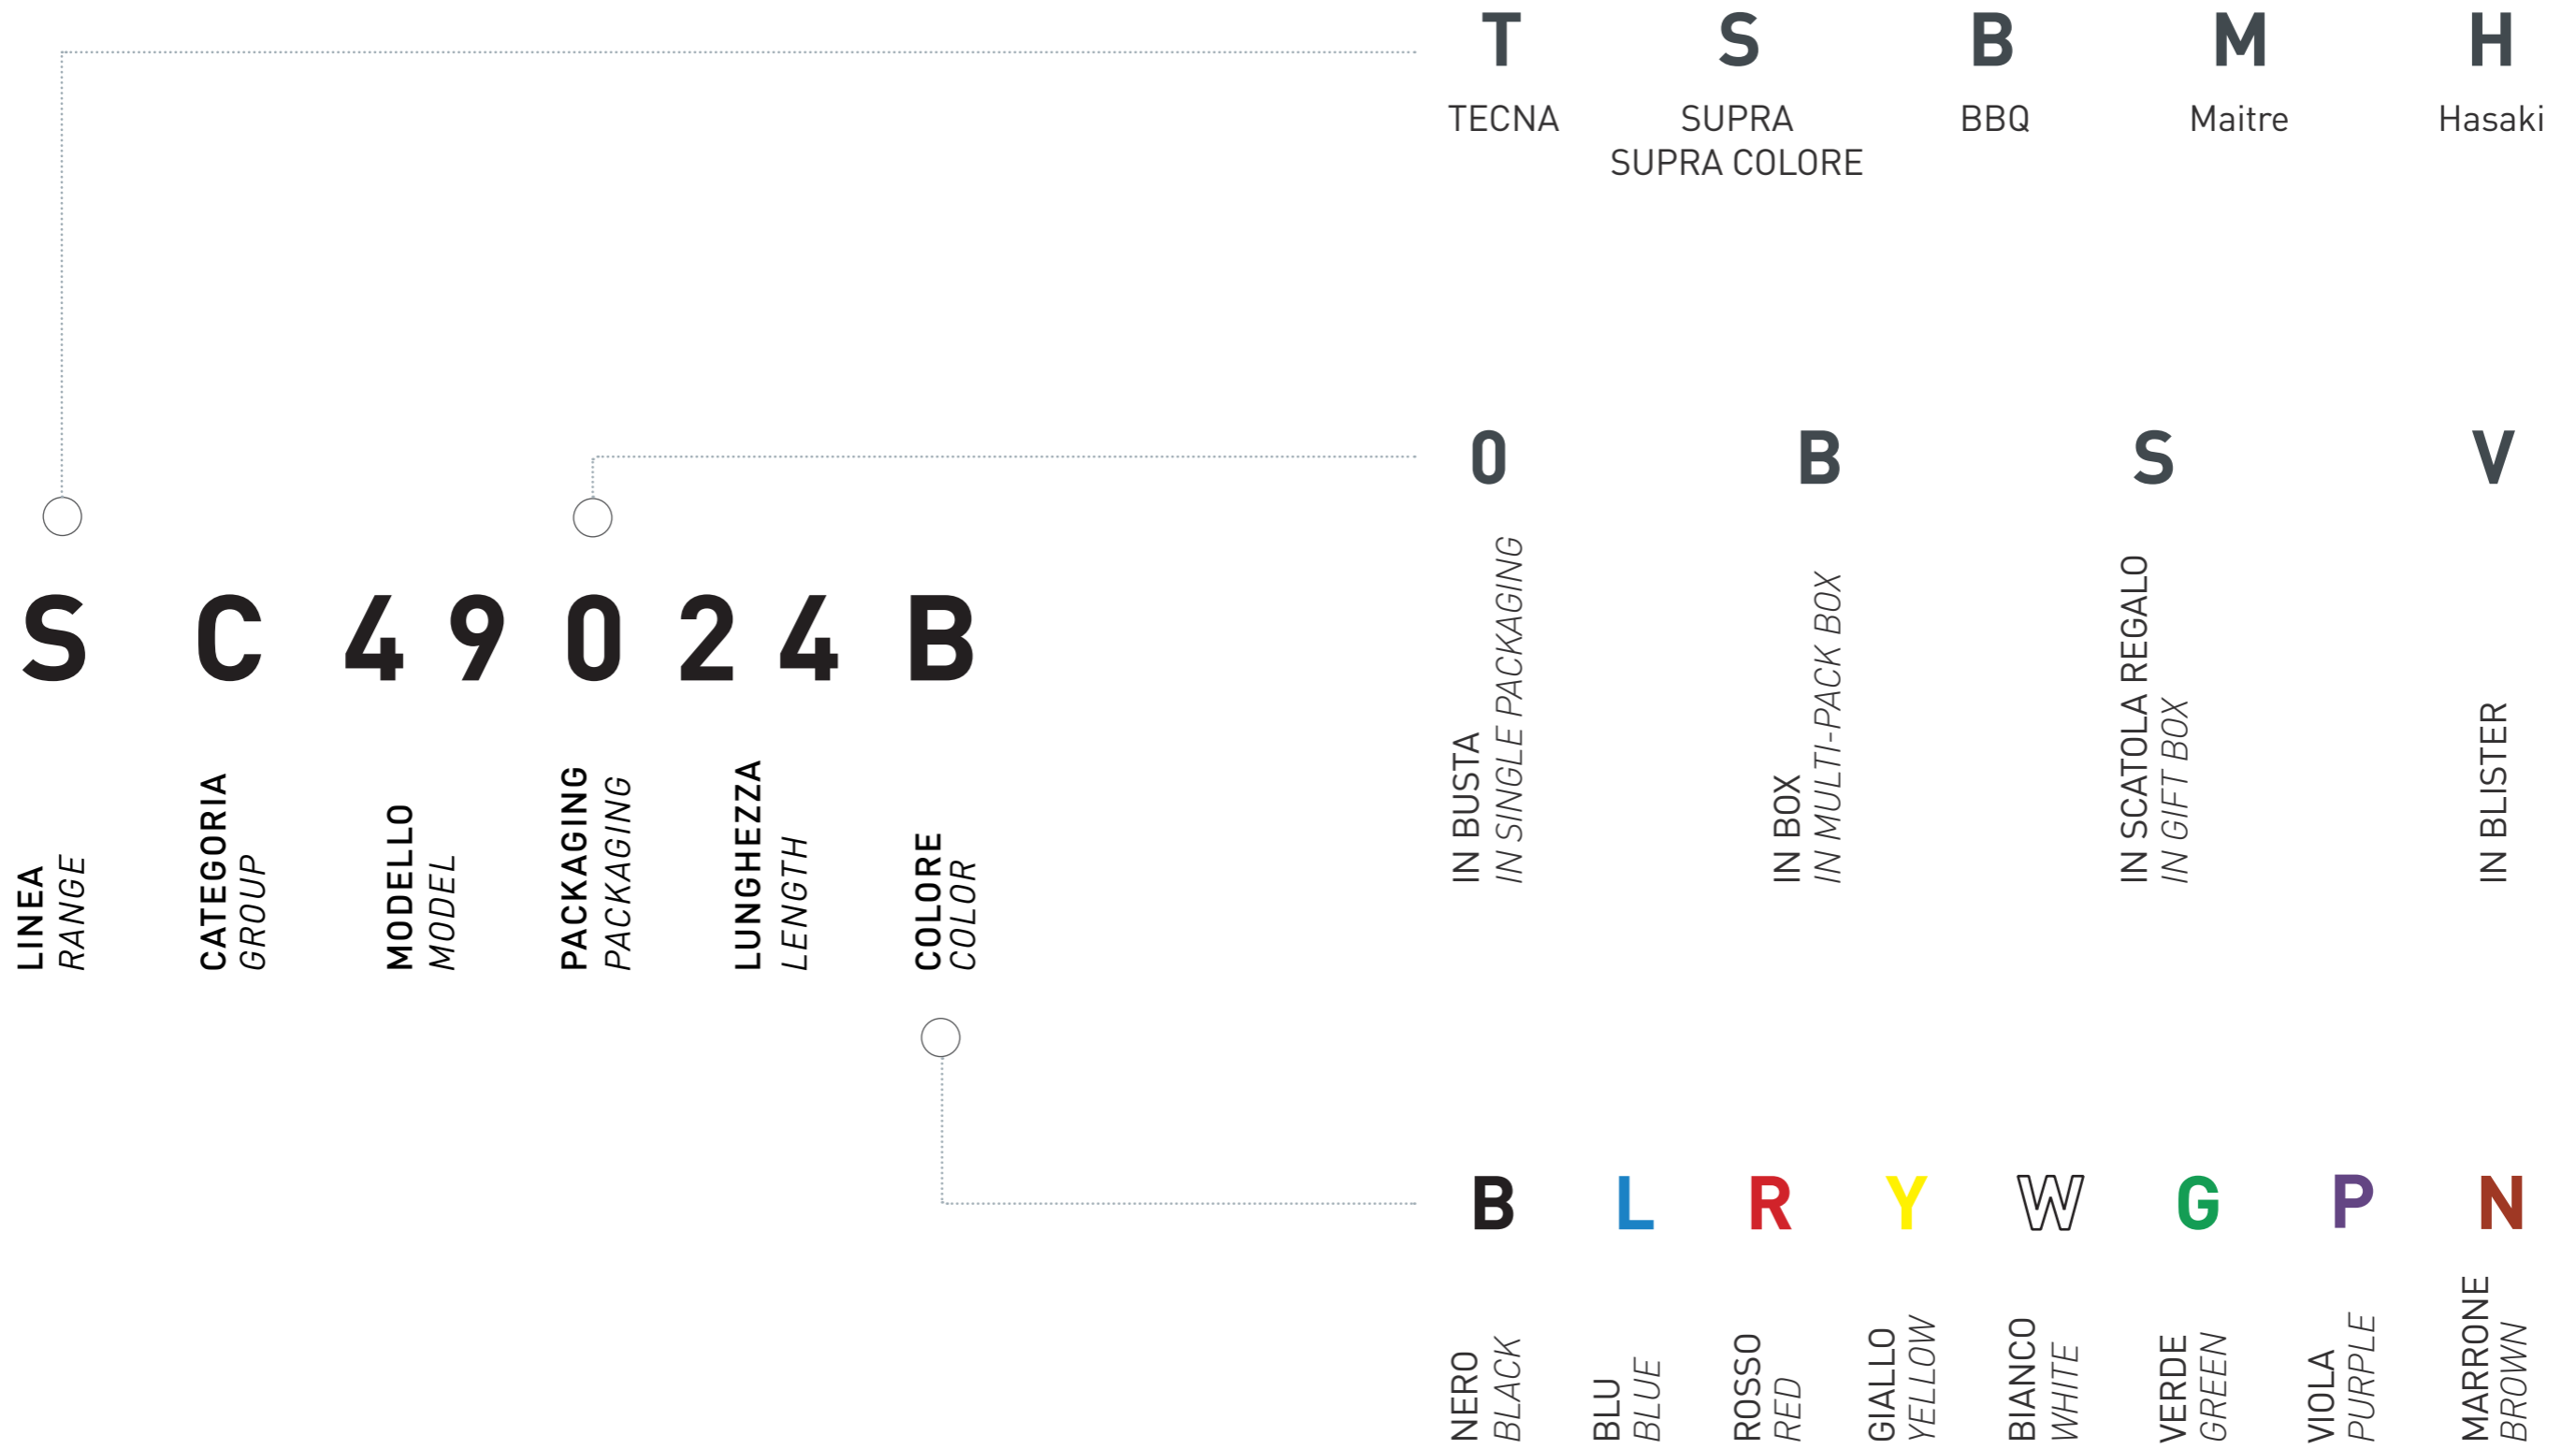 T S B M H
TECNA
SUPRA
SUPRA COLORE
BBQ
Maitre
Hasaki
0 B S V
IN BUSTA
IN SINGLE PACKAGING
IN BOX
IN MULTI-PACK BOX
IN SCATOLA REGALO
IN GIFT BOX
IN BLISTER
S C 4 9 0 2 4 B
LINEA
RANGE
CATEGORIA
GROUP
MODELLO
MODEL
PACKAGING
PACKAGING
LUNGHEZZA
LENGTH
COLORE
COLOR
B L R Y W G P N
NERO
BLACK
BLU
BLUE
ROSSO
RED
GIALLO
YELLOW
BIANCO
WHITE
VERDE
GREEN
VIOLA
PURPLE
MARRONE
BROWN